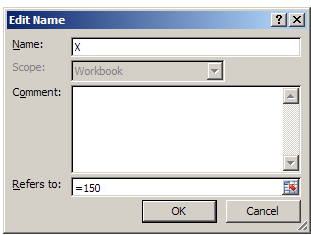 Edit Name
Name: X
Scope: Workbook
Comment:
Refers to: =150
OK Cancel